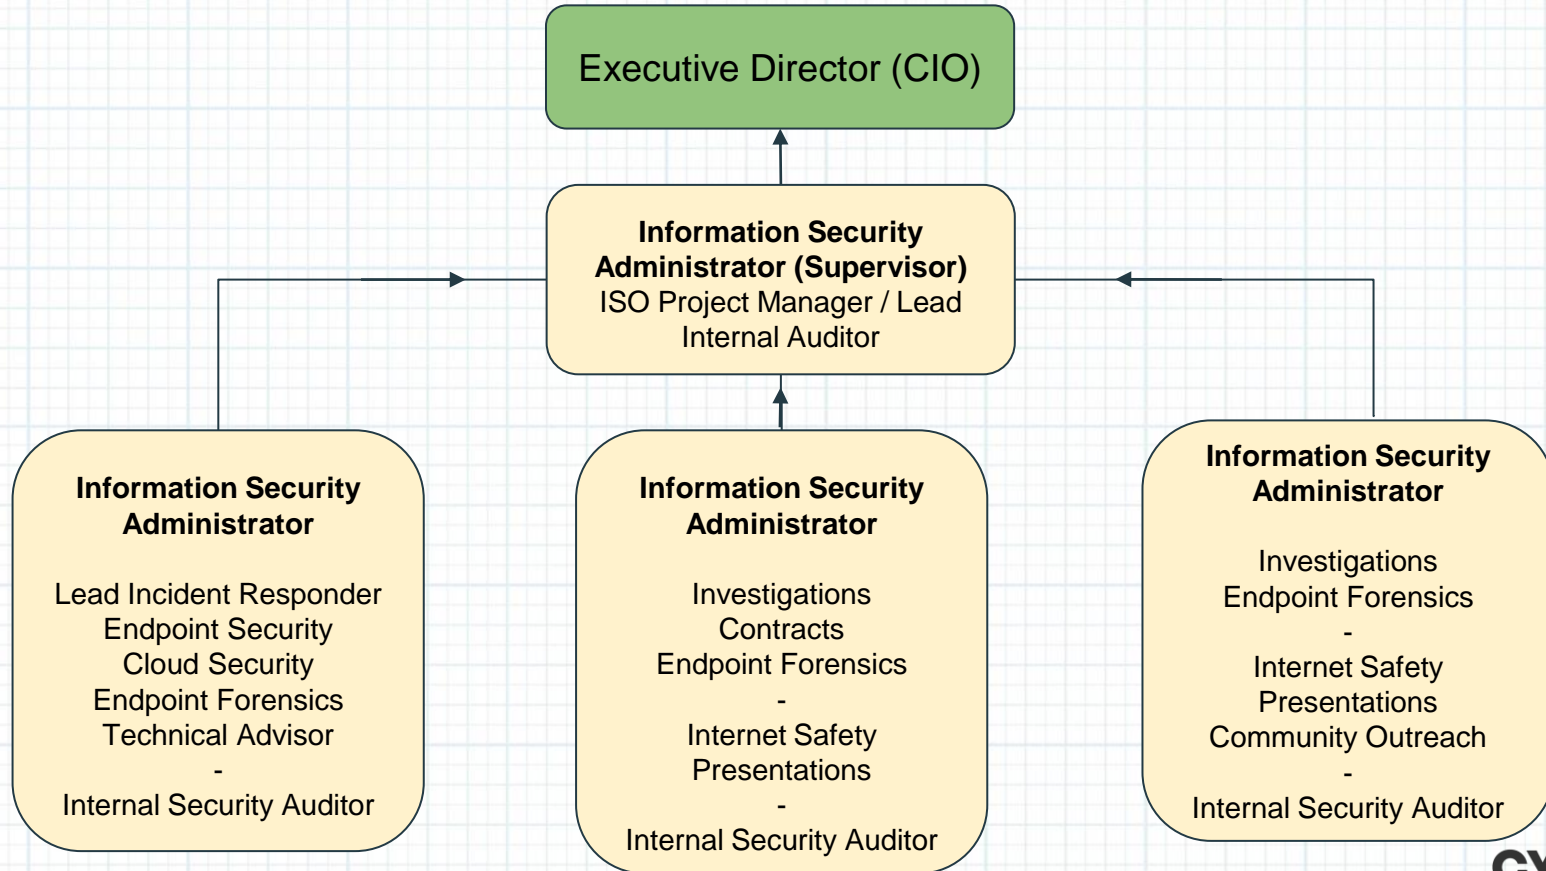 Executive Director (CIO)
Information Security
Administrator (Supervisor)
ISO Project Manager / Lead
Internal Auditor
Information Security
Administrator
Lead Incident Responder
Endpoint Security
Cloud Security
Endpoint Forensics
Technical Advisor
-
Internal Security Auditor
Information Security
Administrator
Investigations
Contracts
Endpoint Forensics
-
Internet Safety
Presentations
-
Internal Security Auditor
Information Security
Administrator
Investigations
Endpoint Forensics
-
Internet Safety
Presentations
Community Outreach
-
Internal Security Auditor